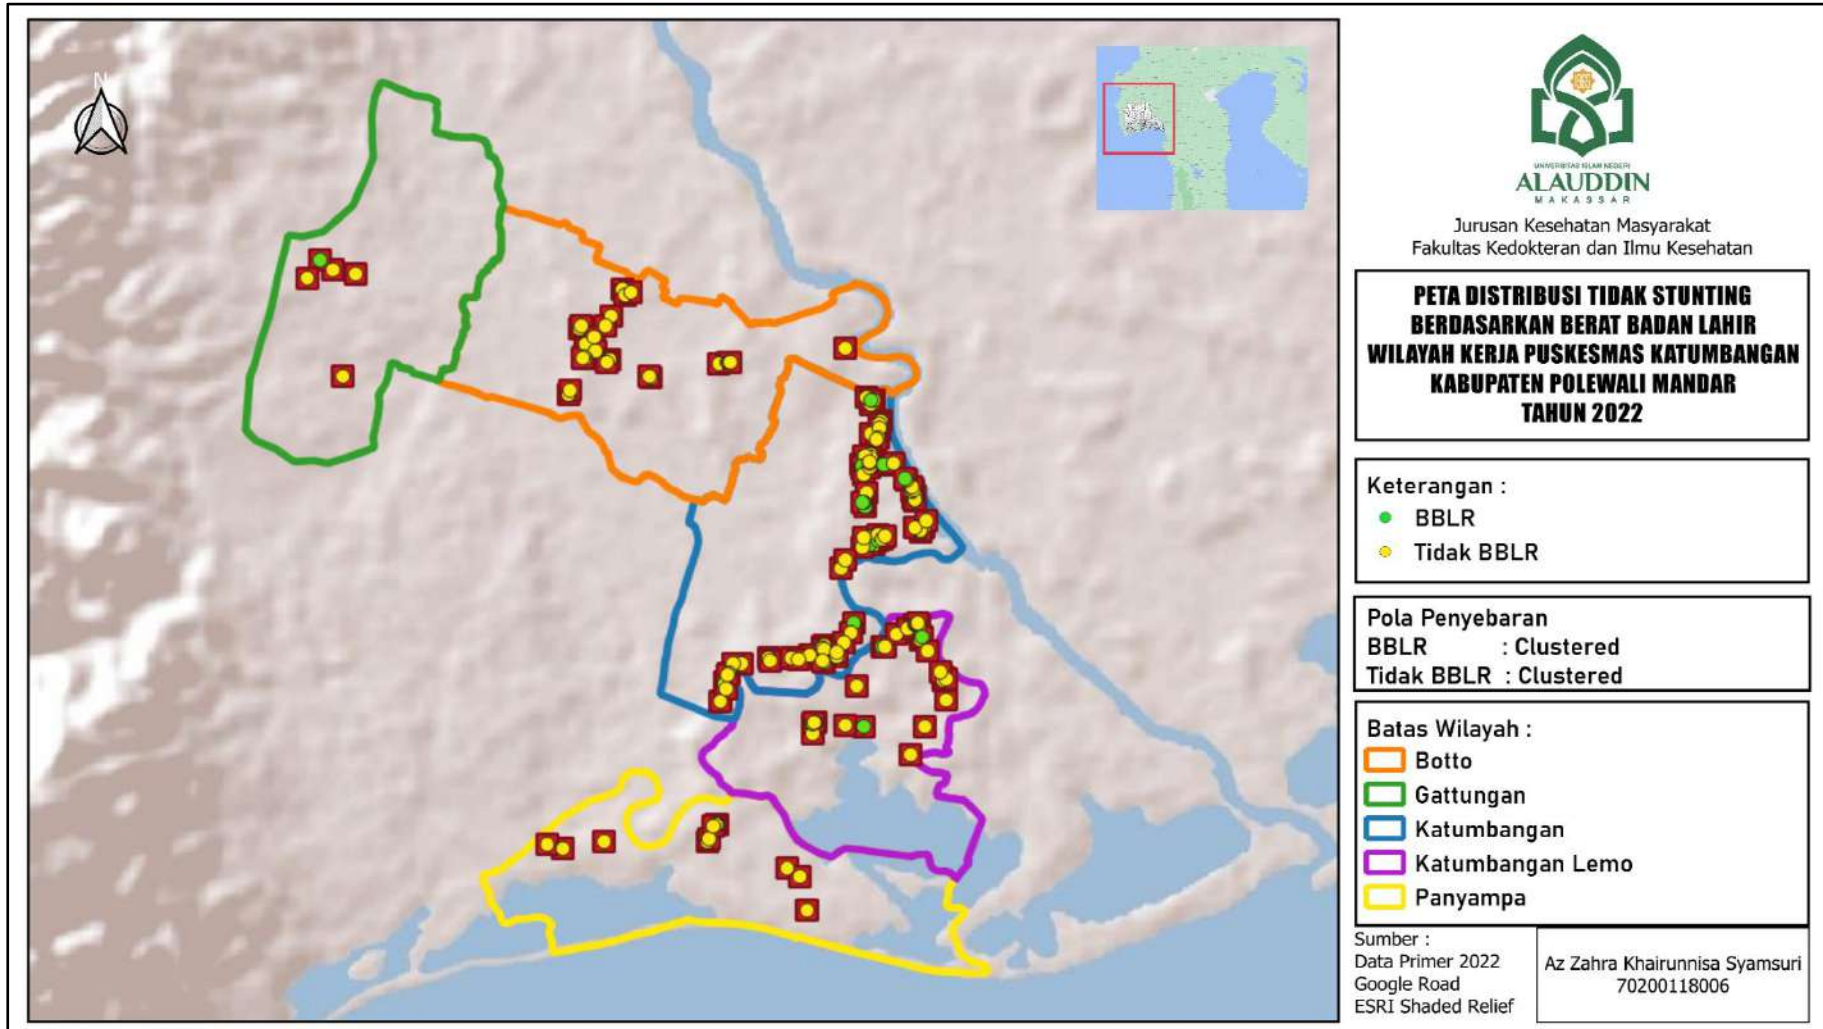 N
UNIVERSITAS ISLAM NEGERI
ALAUDDIN
MAKASSAR
Jurusan Kesehatan Masyarakat
Fakultas Kedokteran dan Ilmu Kesehatan
PETA DISTRIBUSI TIDAK STUNTING
BERDASARKAN BERAT BADAN LAHIR
WILAYAH KERJA PUSKESMAS KATUMBANGAN
KABUPATEN POLEWALI MANDAR
TAHUN 2022
Keterangan :
BBLR
Tidak BBLR
Pola Penyebaran
BBLR : Clustered
Tidak BBLR : Clustered
Batas Wilayah :
Botto
Gattungan
Katumbangan
Katumbangan Lemo
Panyampa
Sumber :
Data Primer 2022
Google Road
ESRI Shaded Relief
Az Zahra Khairunnisa Syamsuri
70200118006